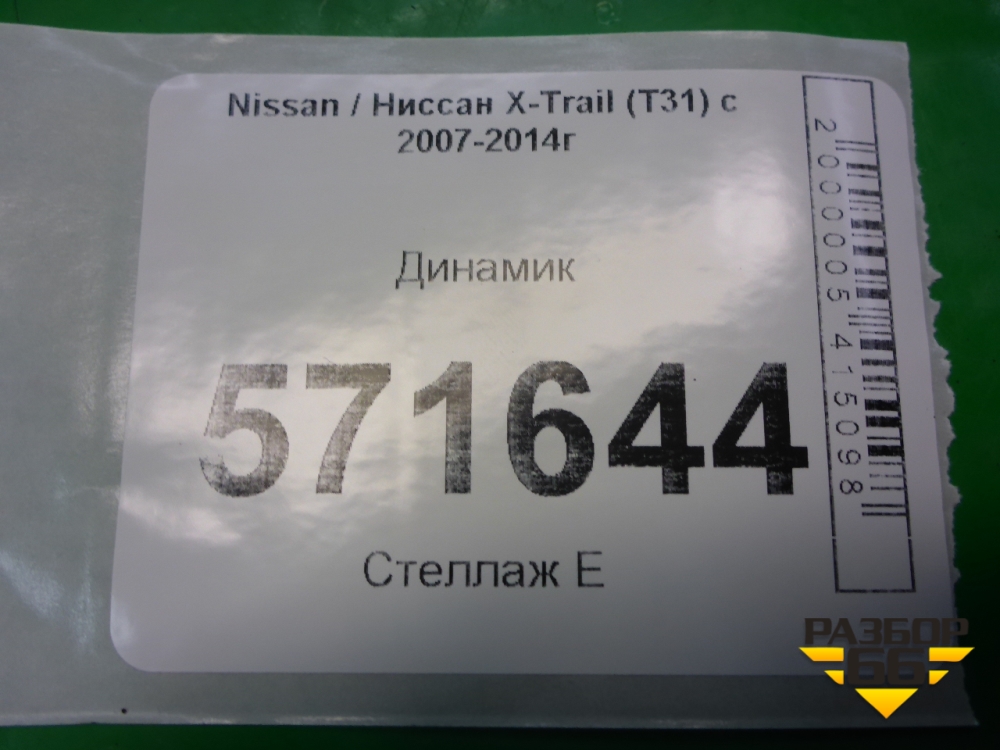 Nissan / Ниссан X-Trail (T31) с
2007-2014г
Динамик
571644
Стеллаж Е
2000005415098
РАЗБОР
66